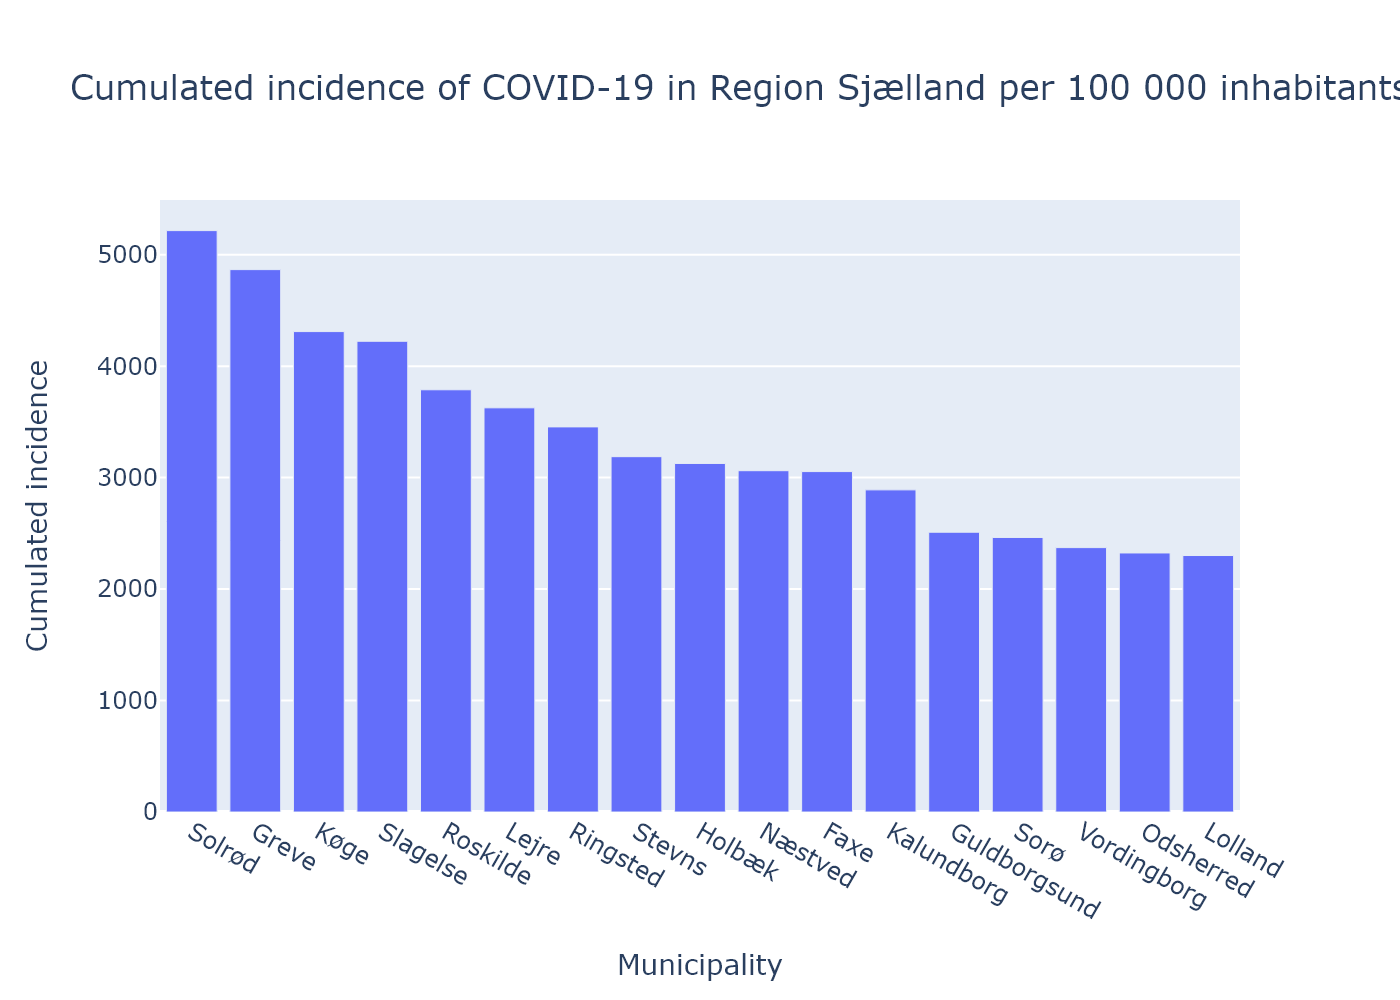 Cumulated incidence of COVID-19 in Region Sjælland per 100 000 inhabitants
5000
4000
3000
2000
1000
0
Cumulated incidence
Solrød
Greve
Køge
Slagelse
Roskilde
Lejre
Ringsted
Stevns
Holbæk
Næstved
Faxe
Kalundborg
Guldborgsund
Sorø
Vordingborg
Odsherred
Lolland
Municipality